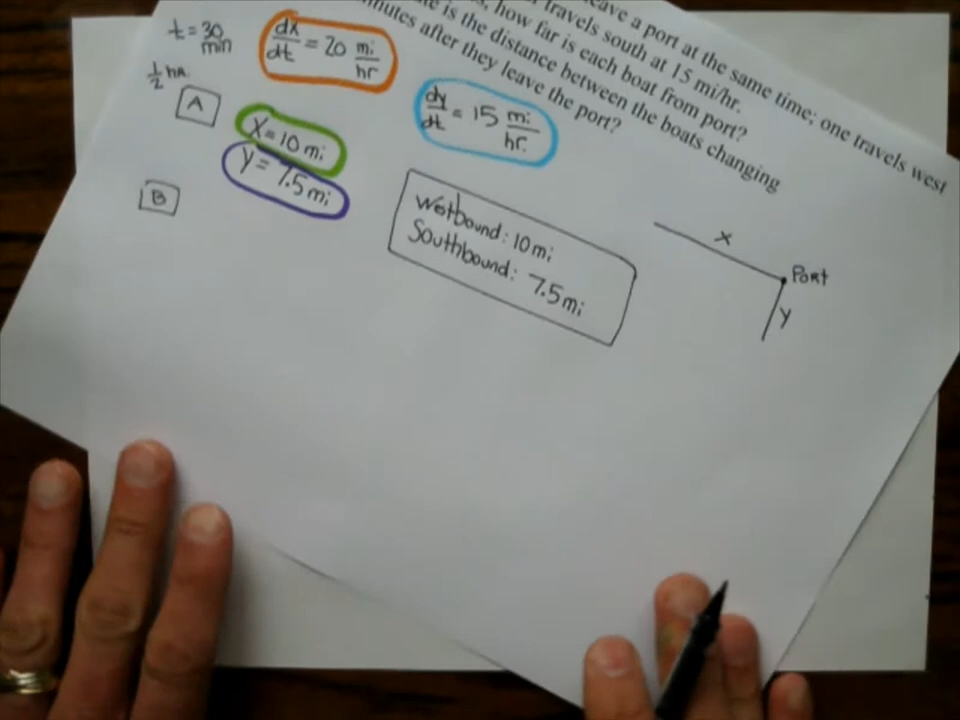 leave a port at the same time; one travels west
travels south at 15 mi/hr.
how far is each boat from port?
is the distance between the boats changing
minutes after they leave the port?
t = 30 min
1/2 hr.
dx/dt = 20 mi/hr
dy/dt = 15 mi/hr.
A
X = 10 mi
Y = 7.5 mi
B
Westbound: 10 mi
Southbound: 7.5 mi
x
Port
y